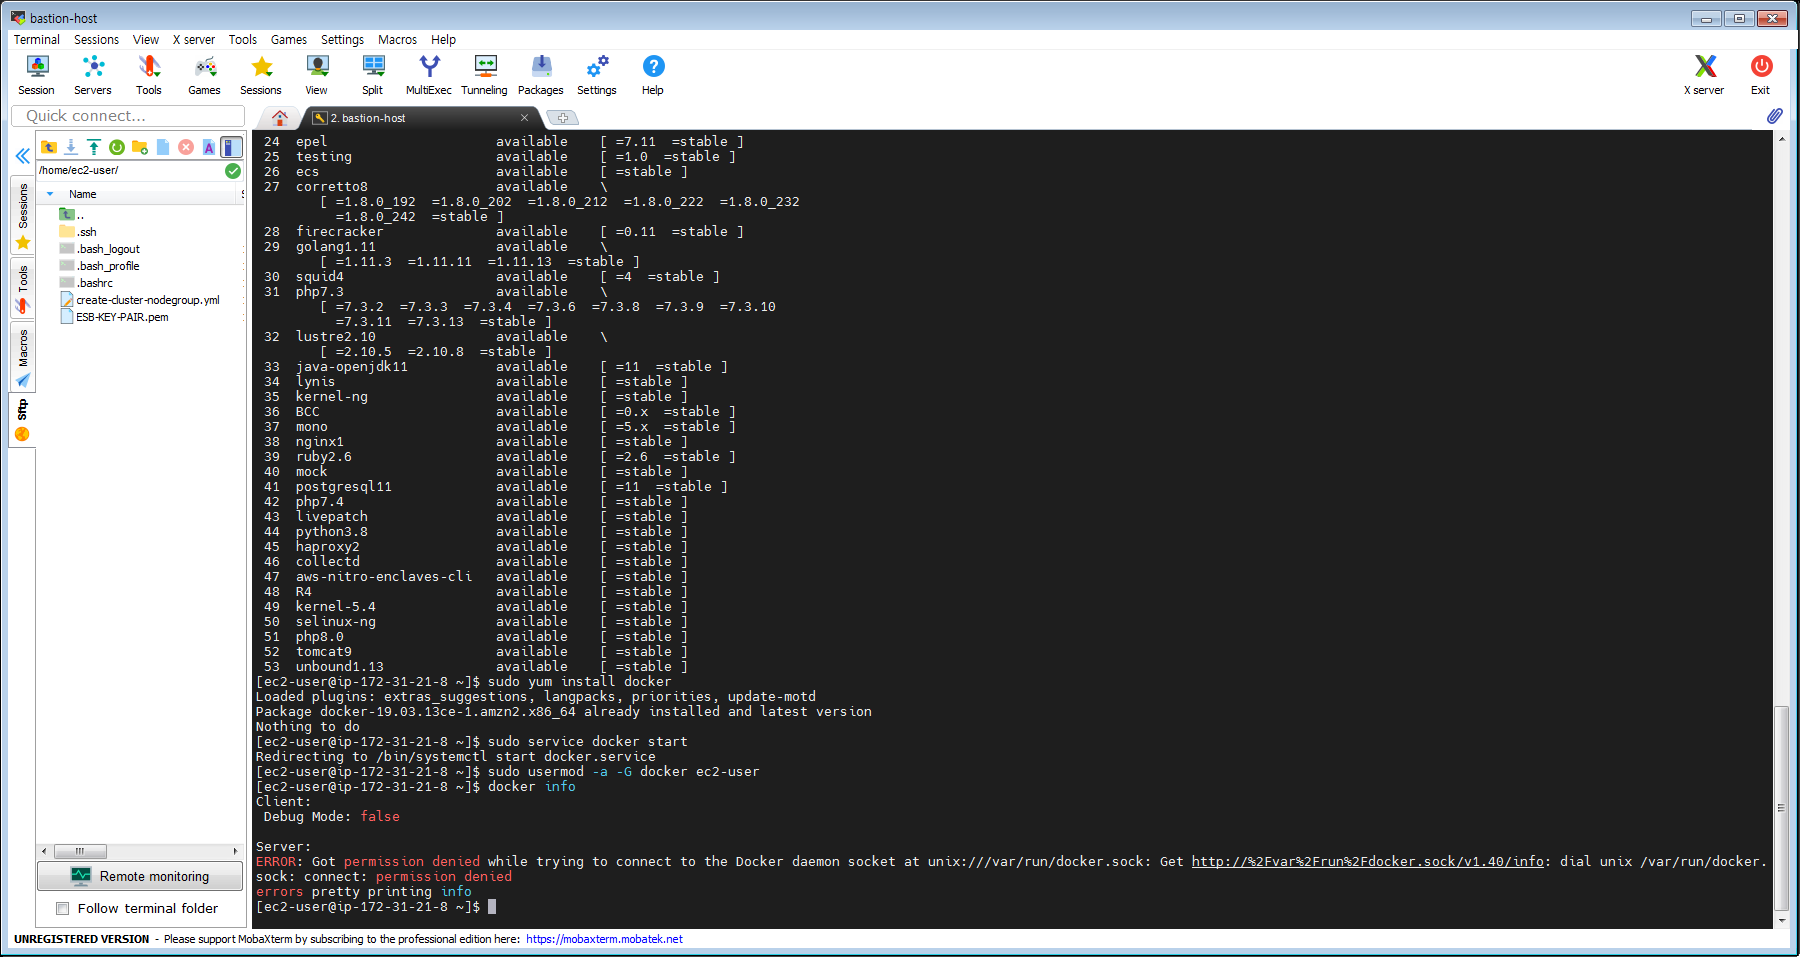 bastion-host
Terminal Sessions View X server Tools Games Settings Macros Help
Session Servers Tools Games Sessions View Split MultiExec Tunneling Packages Settings Help X server Exit
Quick connect...
2. bastion-host
/home/ec2-user/
Name
..
.ssh
.bash_logout
.bash_profile
.bashrc
create-cluster-nodegroup.yml
ESB-KEY-PAIR.pem
Sessions
Tools
Macros
Sftp
24 epel available [ =7.11 =stable ]
25 testing available [ =1.0 =stable ]
26 ecs available [ =stable ]
27 corretto8 available \
[ =1.8.0_192 =1.8.0_202 =1.8.0_212 =1.8.0_222 =1.8.0_232
=1.8.0_242 =stable ]
28 firecracker available [ =0.11 =stable ]
29 golang1.11 available \
[ =1.11.3 =1.11.11 =1.11.13 =stable ]
30 squid4 available [ =4 =stable ]
31 php7.3 available \
[ =7.3.2 =7.3.3 =7.3.4 =7.3.6 =7.3.8 =7.3.9 =7.3.10
=7.3.11 =7.3.13 =stable ]
32 lustre2.10 available \
[ =2.10.5 =2.10.8 =stable ]
33 java-openjdk11 available [ =11 =stable ]
34 lynis available [ =stable ]
35 kernel-ng available [ =stable ]
36 BCC available [ =0.x =stable ]
37 mono available [ =5.x =stable ]
38 nginx1 available [ =stable ]
39 ruby2.6 available [ =2.6 =stable ]
40 mock available [ =stable ]
41 postgresql11 available [ =11 =stable ]
42 php7.4 available [ =stable ]
43 livepatch available [ =stable ]
44 python3.8 available [ =stable ]
45 haproxy2 available [ =stable ]
46 collectd available [ =stable ]
47 aws-nitro-enclaves-cli available [ =stable ]
48 R4 available [ =stable ]
49 kernel-5.4 available [ =stable ]
50 selinux-ng available [ =stable ]
51 php8.0 available [ =stable ]
52 tomcat9 available [ =stable ]
53 unbound1.13 available [ =stable ]
[ec2-user@ip-172-31-21-8 ~]$ sudo yum install docker
Loaded plugins: extras_suggestions, langpacks, priorities, update-motd
Package docker-19.03.13ce-1.amzn2.x86_64 already installed and latest version
Nothing to do
[ec2-user@ip-172-31-21-8 ~]$ sudo service docker start
Redirecting to /bin/systemctl start docker.service
[ec2-user@ip-172-31-21-8 ~]$ sudo usermod -a -G docker ec2-user
[ec2-user@ip-172-31-21-8 ~]$ docker info
Client:
Debug Mode: false
Server:
ERROR: Got permission denied while trying to connect to the Docker daemon socket at unix:///var/run/docker.sock: Get http://%2Fvar%2Frun%2Fdocker.sock/v1.40/info: dial unix /var/run/docker.
sock: connect: permission denied
errors pretty printing info
[ec2-user@ip-172-31-21-8 ~]$
Remote monitoring
Follow terminal folder
UNREGISTERED VERSION - Please support MobaXterm by subscribing to the professional edition here: https://mobaxterm.mobatek.net